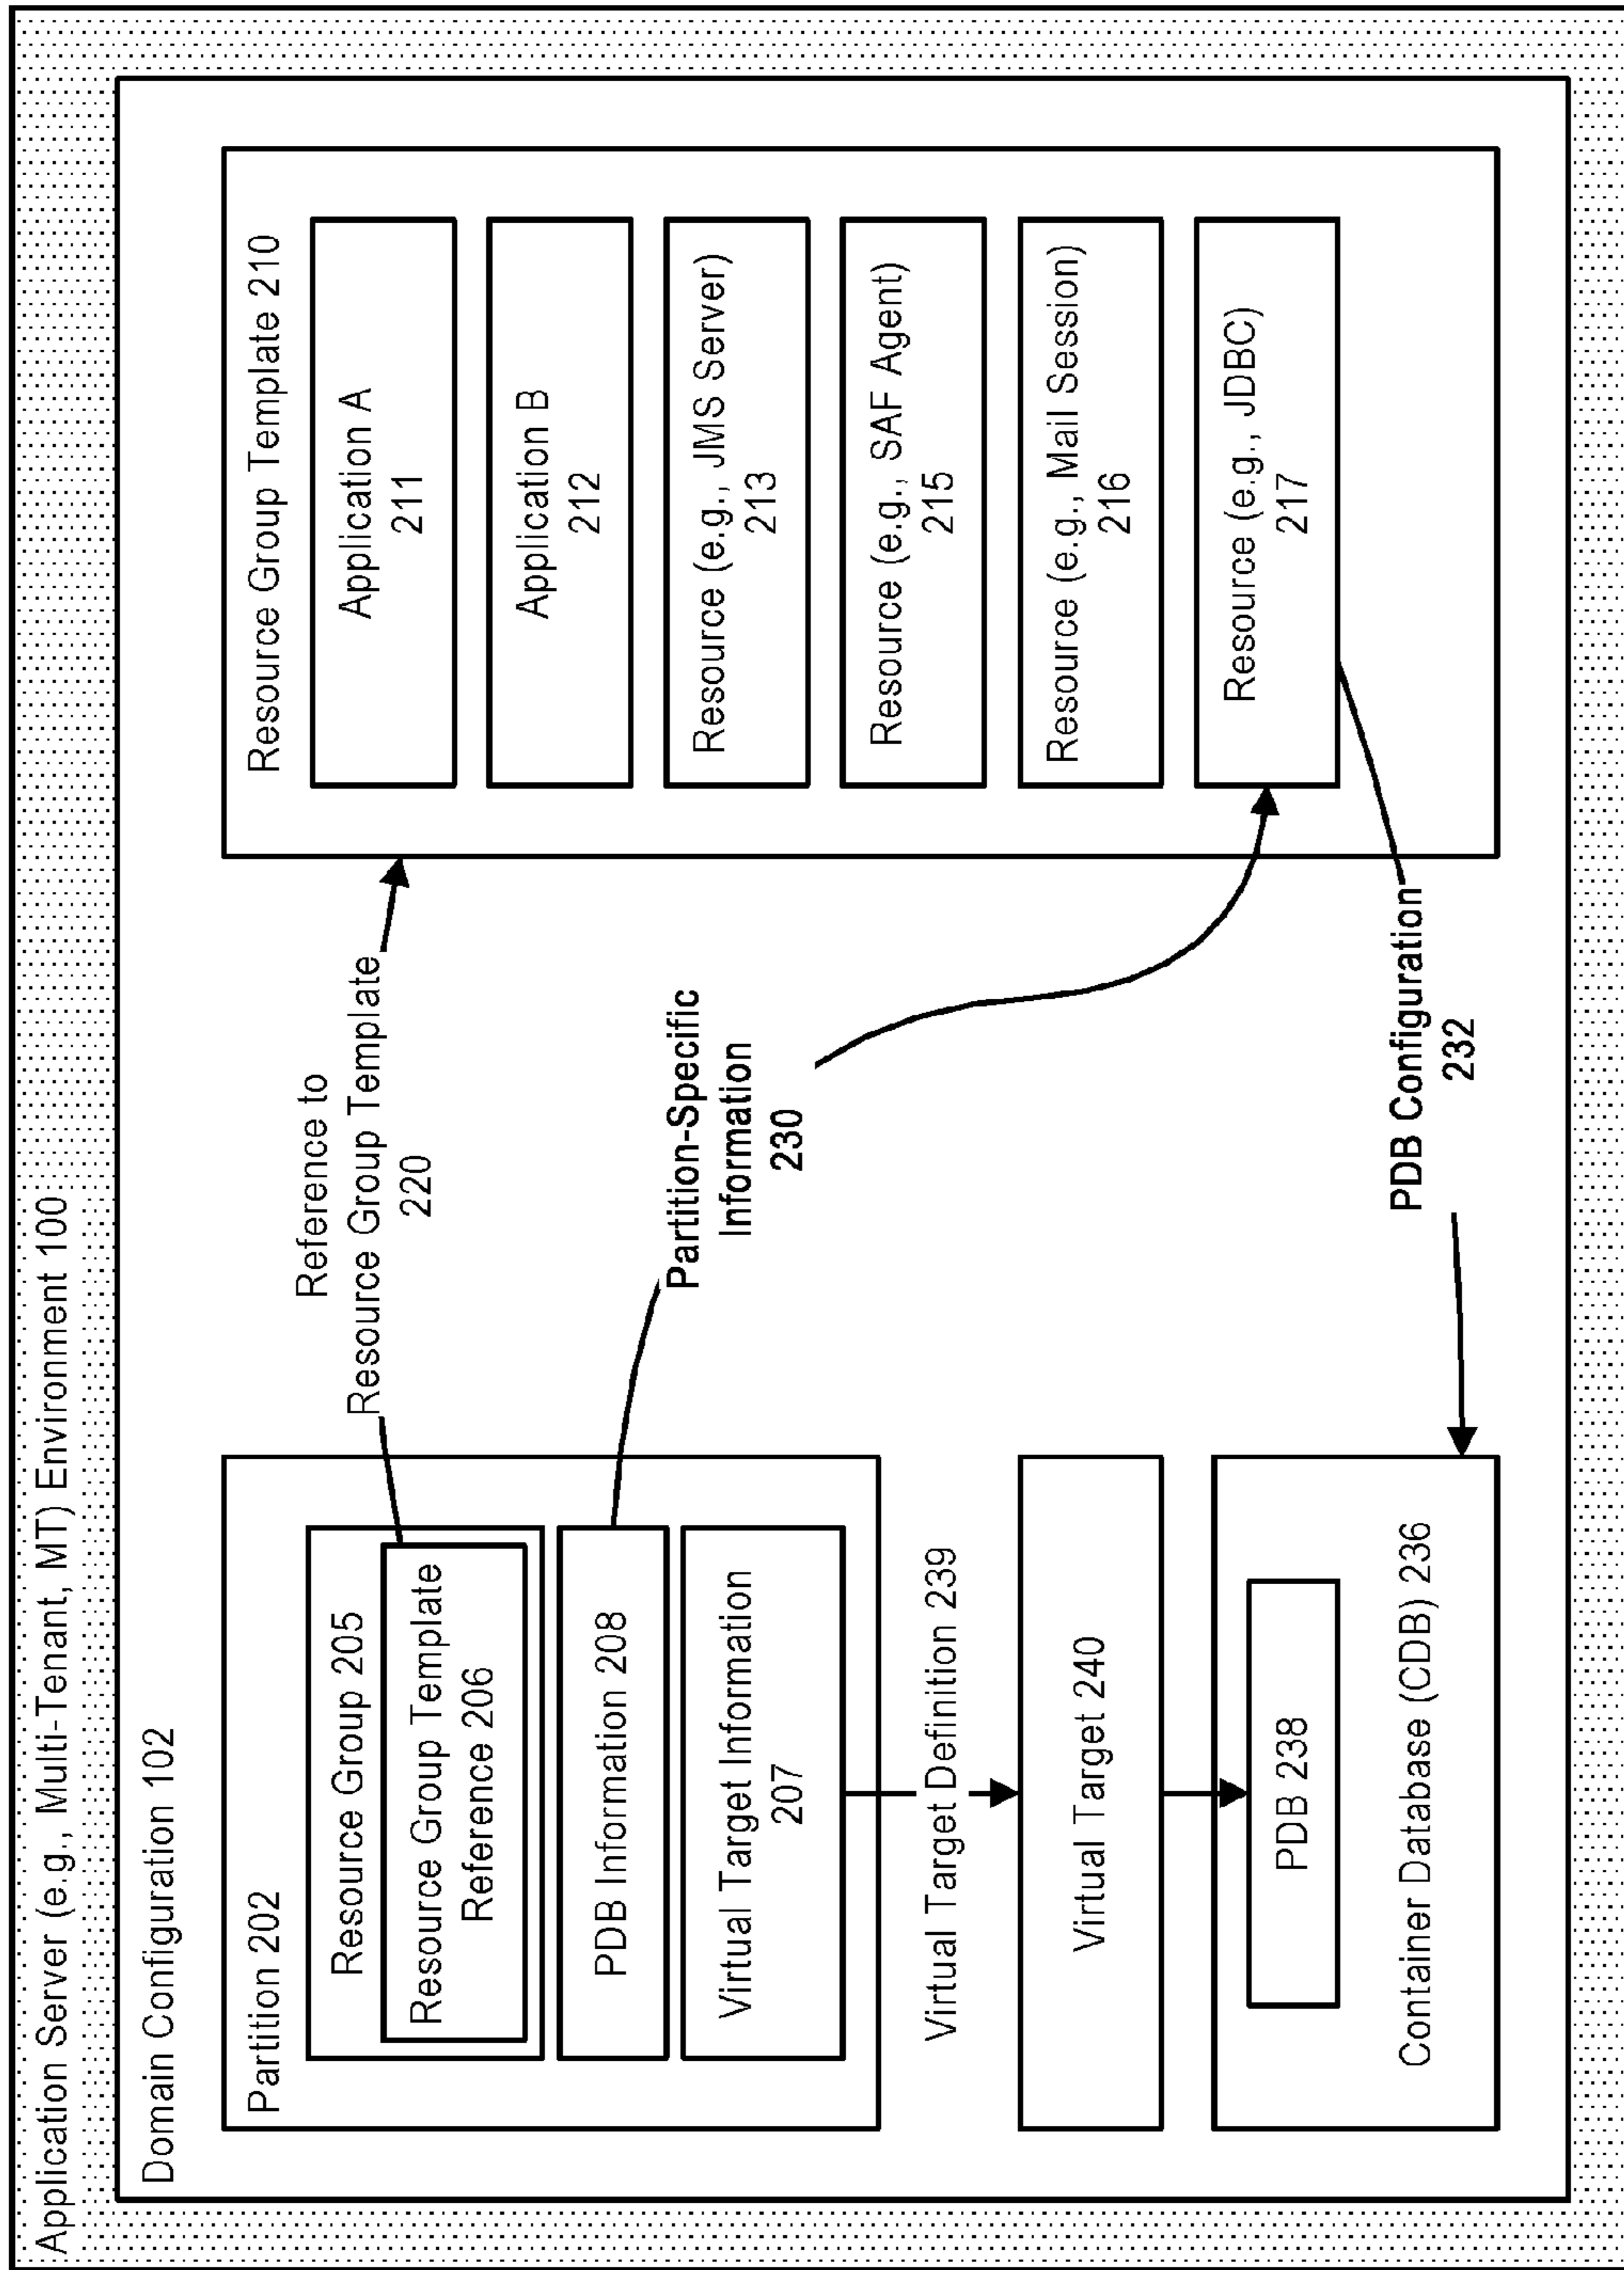 Application Server (e.g., Multi-Tenant, MT) Environment 100
Domain Configuration 102
Partition 202
Resource Group 205
Resource Group Template
Reference 206
PDB Information 208
Virtual Target Information
207
Virtual Target Definition 239
Virtual Target 240
PDB 238
Container Database (CDB) 236
Reference to
Resource Group Template
220
Partition-Specific
Information
230
PDB Configuration
232
Resource Group Template 210
Application A
211
Application B
212
Resource (e.g., JMS Server)
213
Resource (e.g., SAF Agent)
215
Resource (e.g., Mail Session)
216
Resource (e.g., JDBC)
217